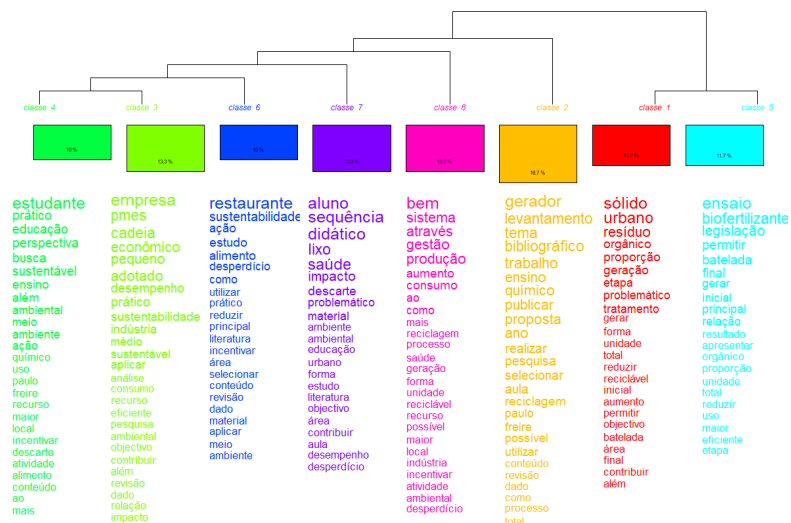 classe 4
classe 3
classe 6
classe 7
classe 8
classe 2
classe 1
classe 5
10 %
13,3 %
10 %
13,3 %
16,7 %
11,7 %
11,7 %
estudante
prático
educação
perspectiva
busca
sustentável
ensino
além
ambiental
meio
ambiente
ação
químico
uso
paulo
freire
recurso
maior
local
incentivar
descarte
atividade
alimento
conteúdo
ao
mais
empresa
pmes
cadeia
econômico
pequeno
adotado
desempenho
prático
sustentabilidade
indústria
médio
sustentável
aplicar
análise
consumo
recurso
eficiente
pesquisa
ambiental
objectivo
contribuir
além
revisão
dado
relação
impacto
restaurante
sustentabilidade
ação
estudo
alimento
desperdício
como
utilizar
prático
reduzir
principal
literatura
incentivar
área
selecionar
conteúdo
revisão
dado
material
aplicar
meio
ambiente
aluno
sequência
didático
lixo
saúde
impacto
descarte
problemático
material
ambiente
ambiental
educação
urbano
forma
estudo
literatura
objectivo
área
contribuir
aula
desempenho
desperdício
bem
sistema
através
gestão
produção
aumento
consumo
ao
como
mais
reciclagem
processo
saúde
geração
forma
unidade
reciclável
recurso
possível
maior
local
indústria
incentivar
atividade
ambiental
desperdício
gerador
levantamento
tema
bibliográfico
trabalho
ensino
químico
publicar
proposta
ano
realizar
pesquisa
selecionar
aula
reciclagem
paulo
freire
possível
utilizar
conteúdo
revisão
dado
como
processo
total
sólido
urbano
resíduo
orgânico
proporção
geração
etapa
problemático
tratamento
gerar
forma
unidade
total
reduzir
reciclável
inicial
aumento
permitir
objectivo
batelada
área
final
contribuir
além
ensaio
biofertilizante
legislação
permitir
batelada
final
gerar
inicial
principal
relação
resultado
apresentar
orgânico
proporção
unidade
total
reduzir
uso
maior
eficiente
etapa